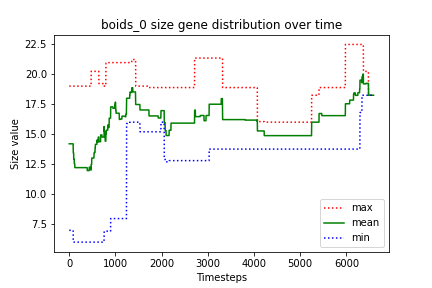 boids_0 size gene distribution over time
Size value
22.5
20.0
17.5
15.0
12.5
10.0
7.5
max
mean
min
0 1000 2000 3000 4000 5000 6000
Timesteps